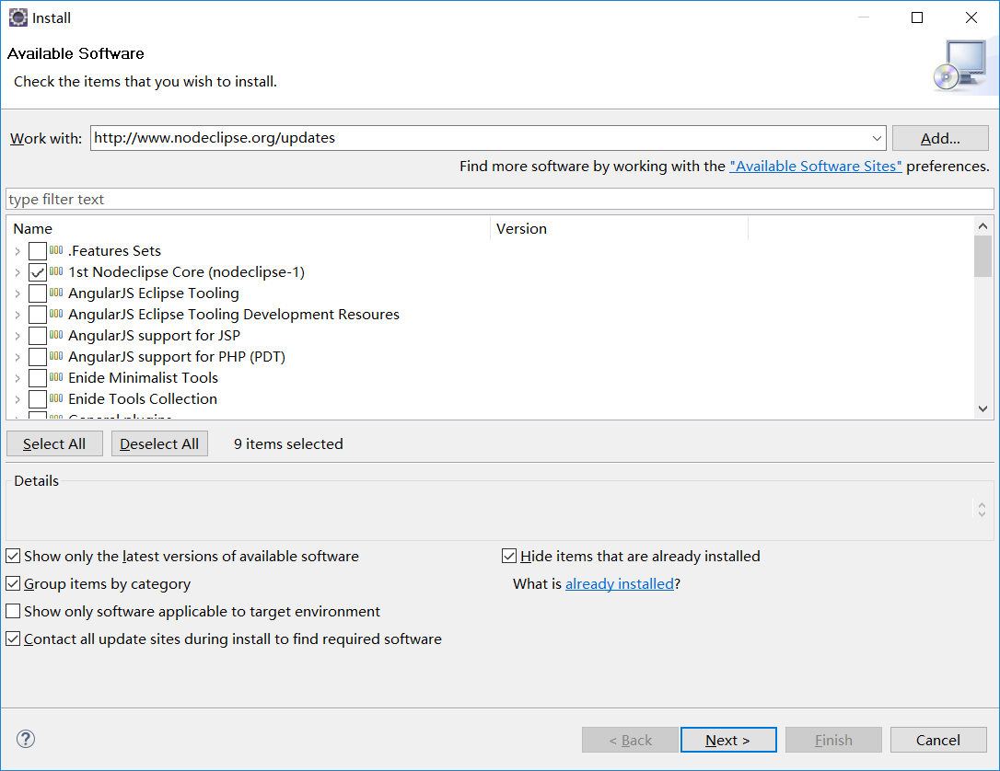 Install
Available Software
Check the items that you wish to install.
Work with: http://www.nodeclipse.org/updates Add...
Find more software by working with the "Available Software Sites" preferences.
type filter text
Name Version
.Features Sets
1st Nodeclipse Core (nodeclipse-1)
AngularJS Eclipse Tooling
AngularJS Eclipse Tooling Development Resoures
AngularJS support for JSP
AngularJS support for PHP (PDT)
Enide Minimalist Tools
Enide Tools Collection
General plugins
Select All Deselect All 9 items selected
Details
Show only the latest versions of available software Hide items that are already installed
Group items by category What is already installed?
Show only software applicable to target environment
Contact all update sites during install to find required software
? < Back Next > Finish Cancel